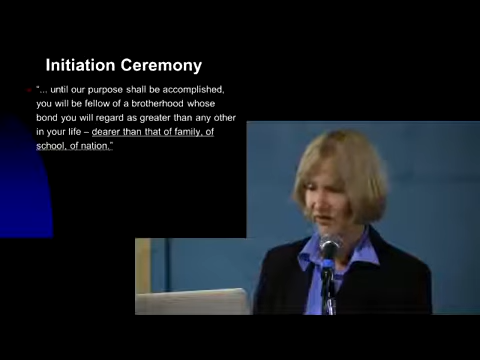 Initiation Ceremony
"... until our purpose shall be accomplished,
you will be fellow of a brotherhood whose
bond you will regard as greater than any other
in your life – dearer than that of family, of
school, of nation."